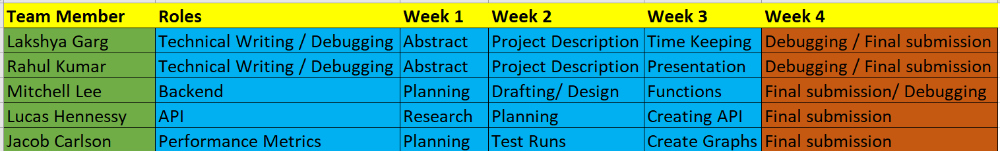 Team Member Roles Week 1 Week 2 Week 3 Week 4
Lakshya Garg Technical Writing / Debugging Abstract Project Description Time Keeping Debugging / Final submission
Rahul Kumar Technical Writing / Debugging Abstract Project Description Presentation Debugging / Final submission
Mitchell Lee Backend Planning Drafting/ Design Functions Final submission/ Debugging
Lucas Hennessy API Research Planning Creating API Final submission
Jacob Carlson Performance Metrics Planning Test Runs Create Graphs Final submission